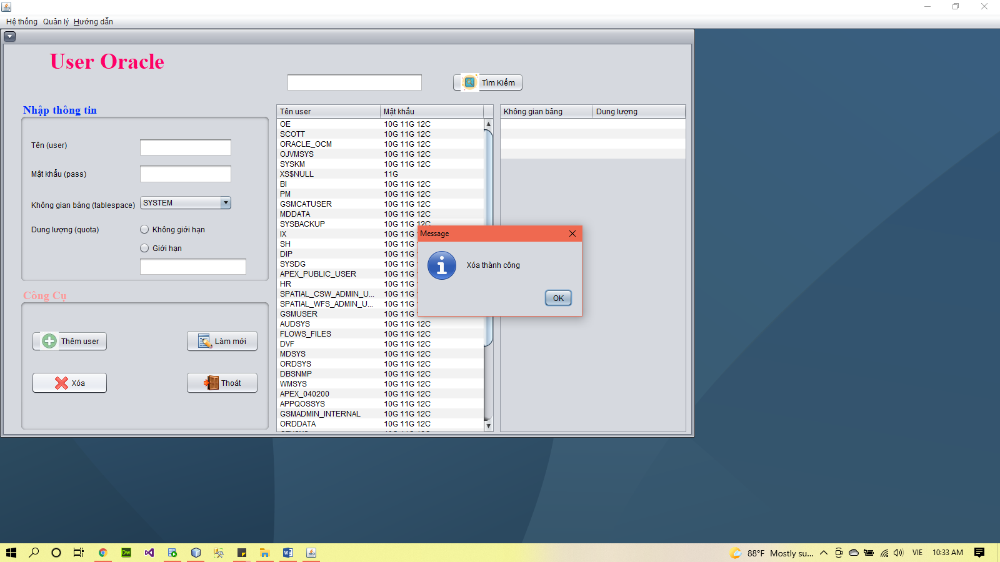 Hệ thống Quản lý Hướng dẫn
User Oracle
Tìm Kiếm
Nhập thông tin
Tên (user)
Mật khẩu (pass)
Không gian bảng (tablespace) SYSTEM
Dung lượng (quota) Không giới hạn
Giới hạn
Công Cụ
Thêm user Làm mới
Xóa Thoát
Tên user Mật khẩu
OE 10G 11G 12C
SCOTT 10G 11G 12C
ORACLE_OCM 10G 11G 12C
OJVMSYS 10G 11G 12C
SYSKM 10G 11G 12C
XS$NULL 11G
BI 10G 11G 12C
PM 10G 11G 12C
GSMCATUSER 10G 11G 12C
MDDATA 10G 11G 12C
SYSBACKUP 10G 11G 12C
IX 10G 11G
SH 10G 11G
DIP 10G 11G
SYSDG 10G 11G
APEX_PUBLIC_USER 10G 11G
HR 10G 11G
SPATIAL_CSW_ADMIN_U... 10G 11G
SPATIAL_WFS_ADMIN_U... 10G 11G
GSMUSER 10G 11G
AUDSYS 10G 11G 12C
FLOWS_FILES 10G 11G 12C
DVF 10G 11G 12C
MDSYS 10G 11G 12C
ORDSYS 10G 11G 12C
DBSNMP 10G 11G 12C
WMSYS 10G 11G 12C
APEX_040200 10G 11G 12C
APPQOSSYS 10G 11G 12C
GSMADMIN_INTERNAL 10G 11G 12C
ORDDATA 10G 11G 12C
Không gian bảng Dung lượng
Message
Xóa thành công
OK
Dw
88°F Mostly su... VIE 10:33 AM